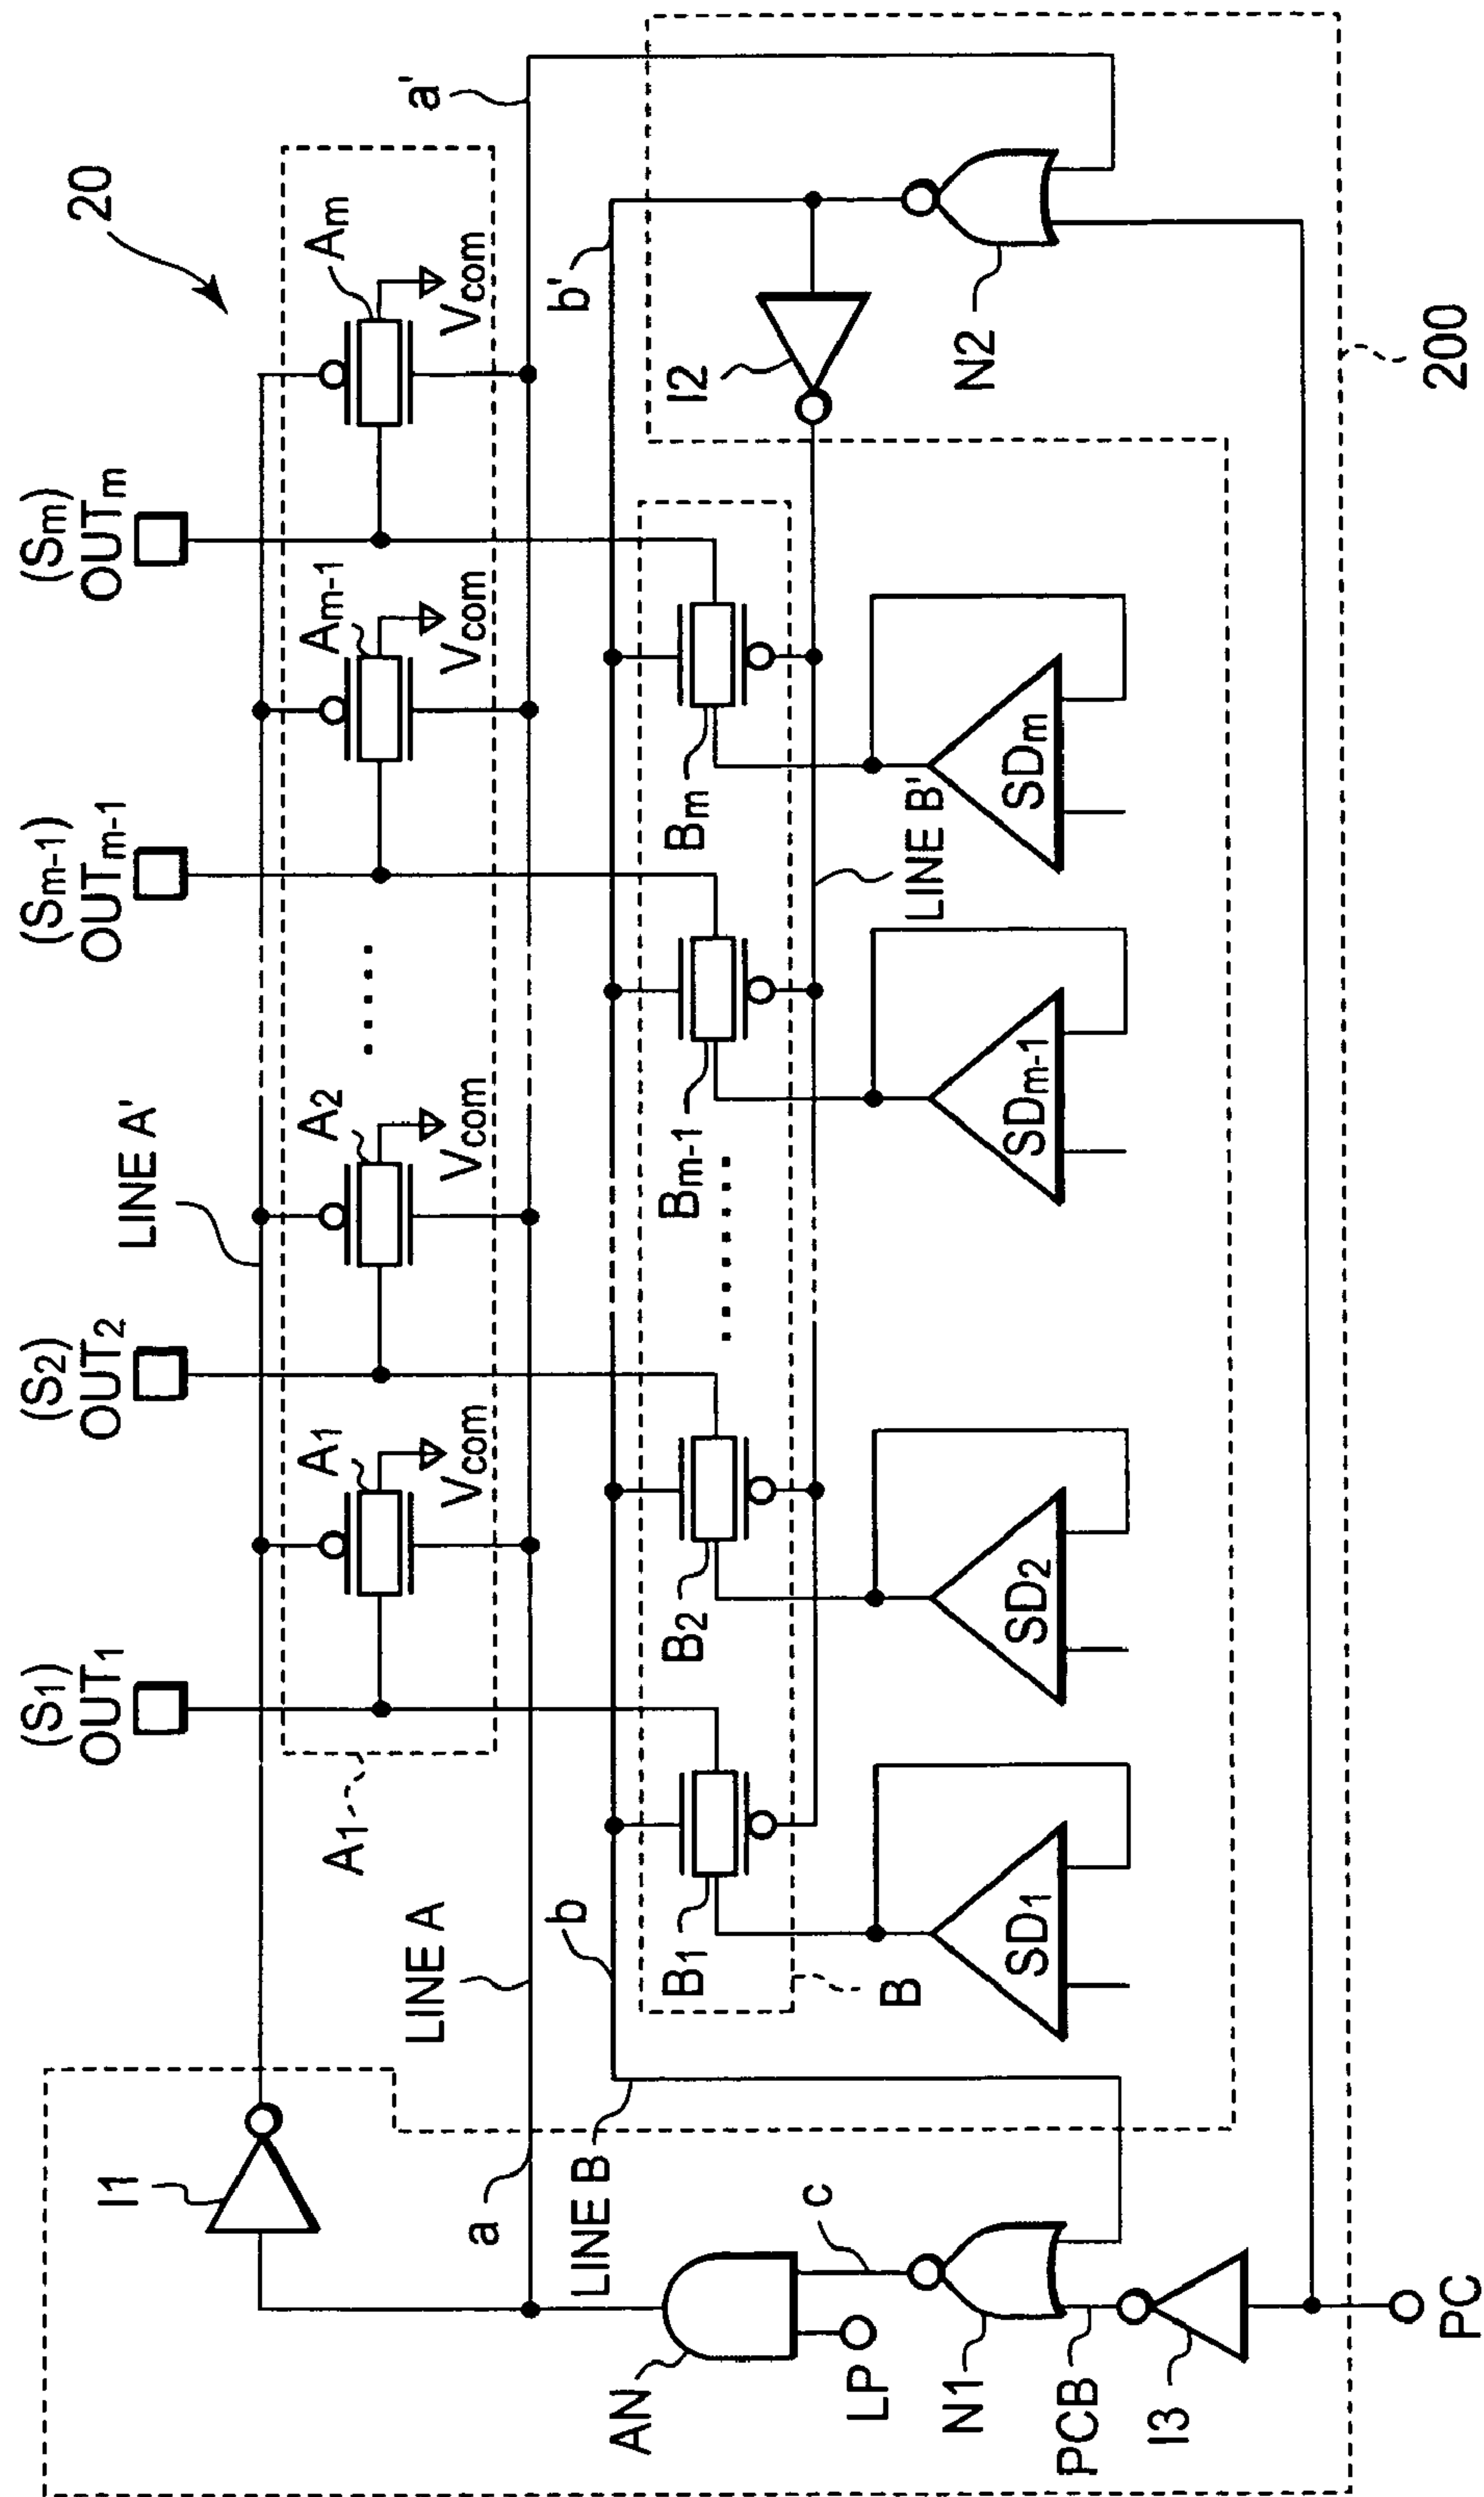 20
(S1)
OUT1
(S2)
OUT2
(Sm-1)
OUTm-1
(Sm)
OUTm
I1
LINE A'
A1
A1
A2
Am-1
Am
Vcom
Vcom
Vcom
Vcom
LINE A
a
a'
b
b'
LINE B
B1
B2
Bm-1
Bm
B
I2
LINE B'
AN
LP
c
N1
PCB
I3
SD1
SD2
SDm-1
SDm
N2
PC
200